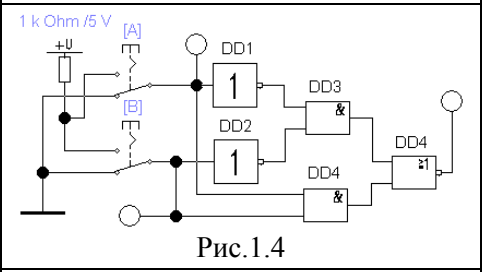 1 k Ohm /5 V
[A]
+U
DD1
1
DD3
&
[B]
DD2
1
DD4
≥1
DD4
&
Рис.1.4